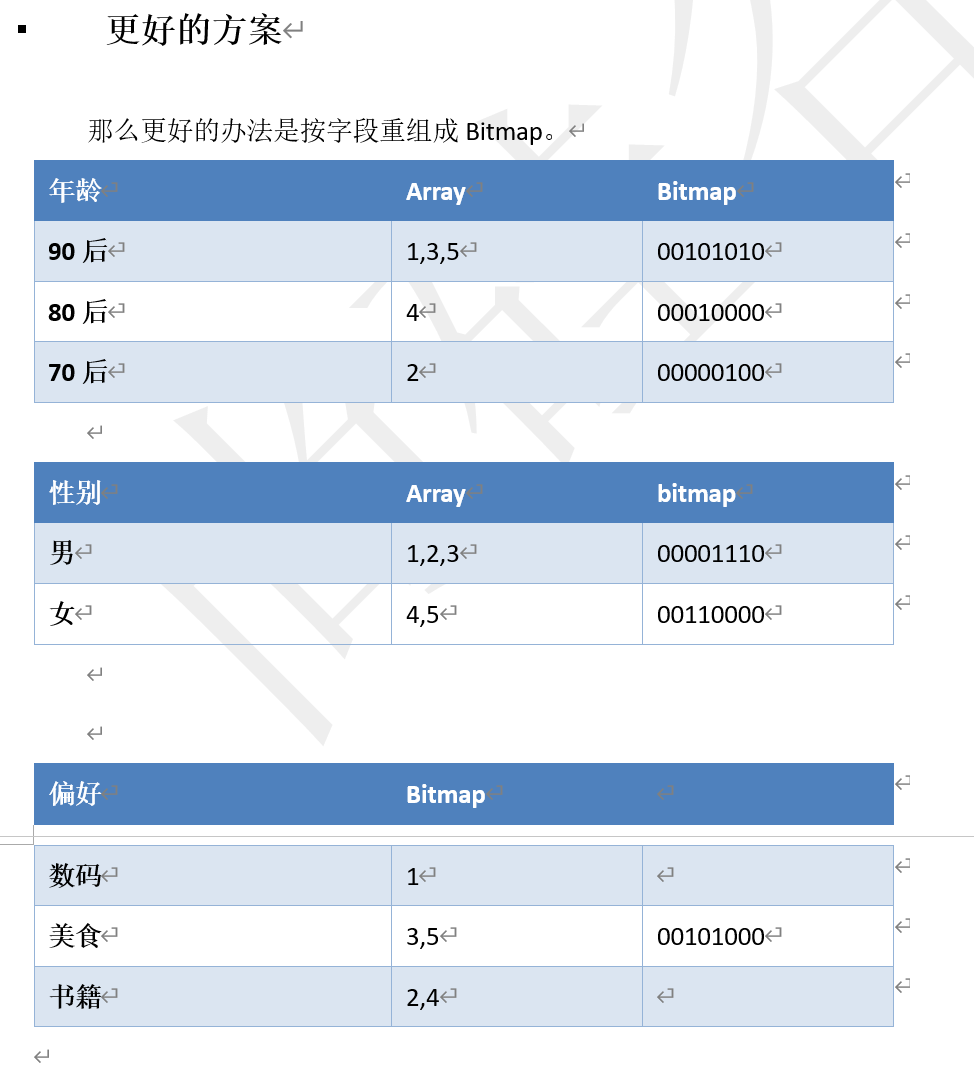 更好的方案
那么更好的办法是按字段重组成 Bitmap。
年龄 Array Bitmap
90 后 1,3,5 00101010
80 后 4 00010000
70 后 2 00000100
性别 Array bitmap
男 1,2,3 00001110
女 4,5 00110000
偏好 Bitmap
数码 1
美食 3,5 00101000
书籍 2,4